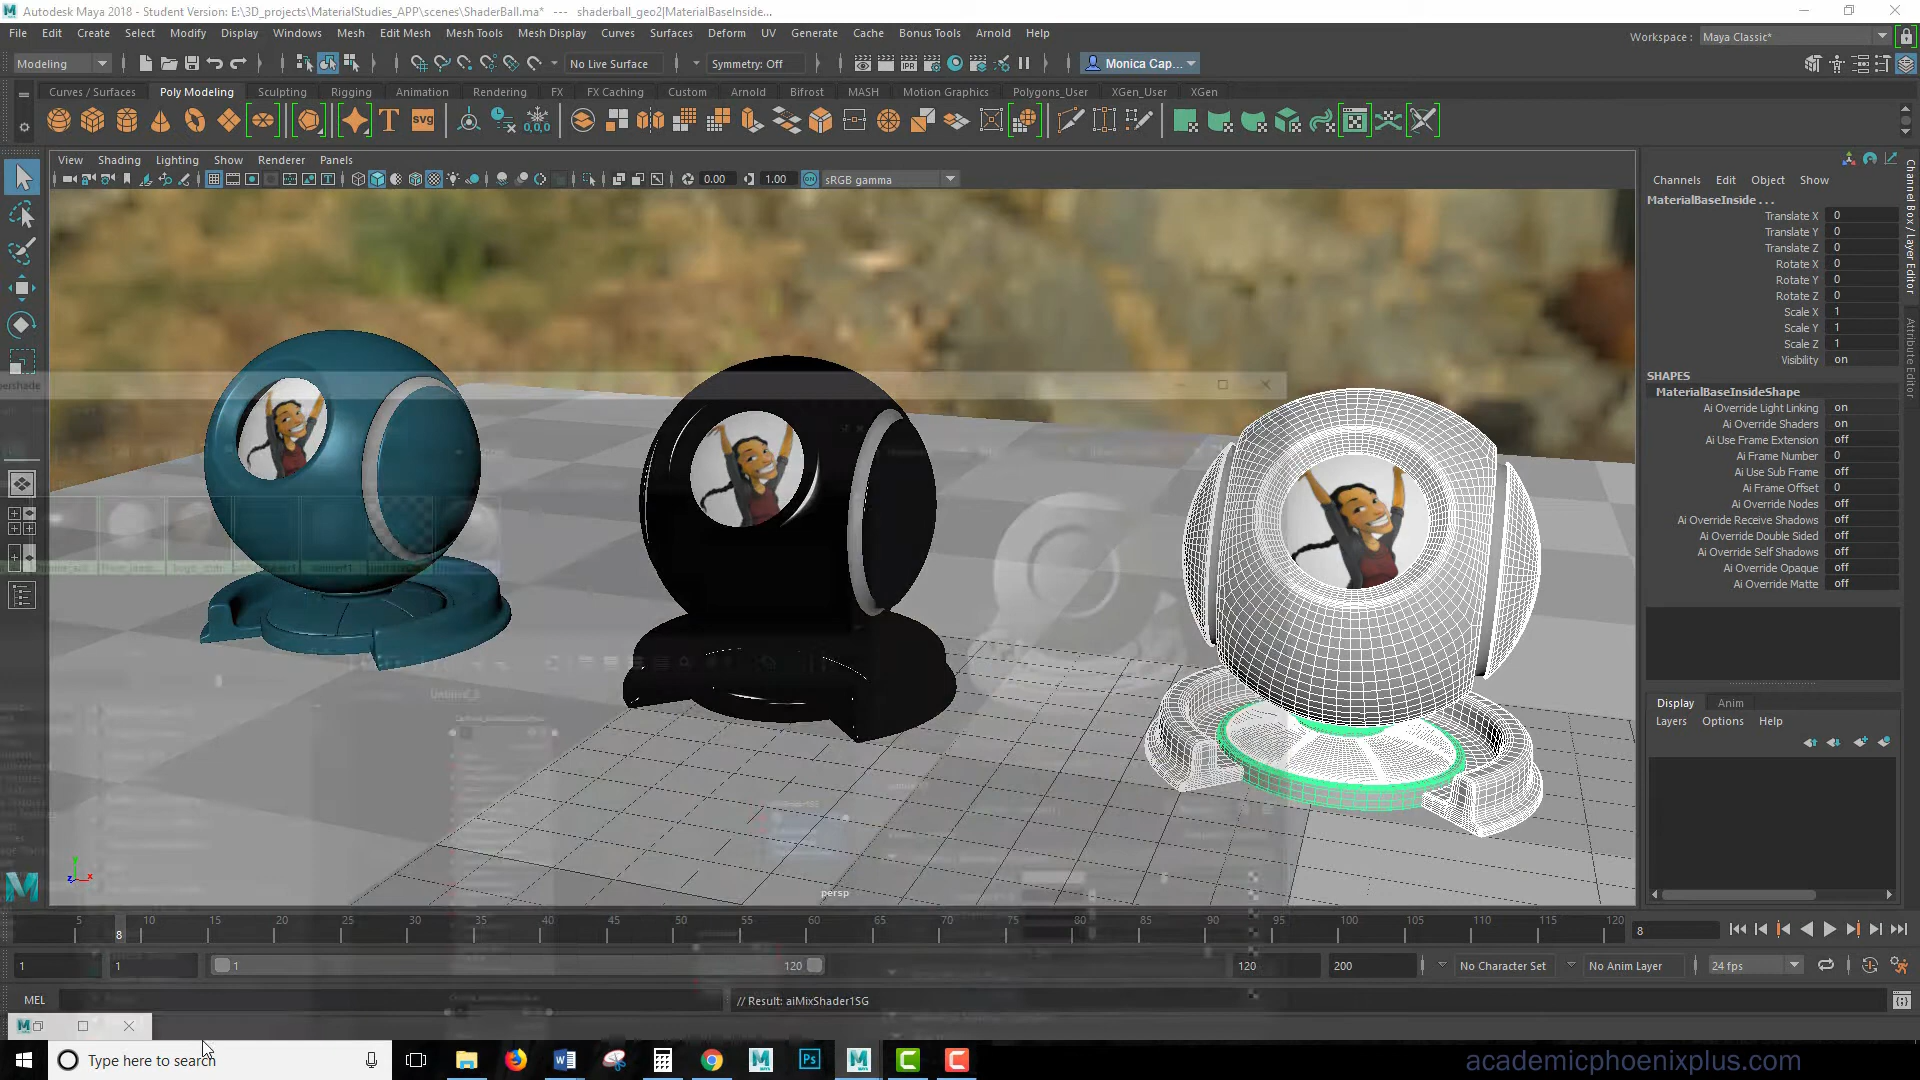 Autodesk Maya 2018 - Student Version: E:\3D_projects\MaterialStudies_APP\scenes\ShaderBall.ma* --- shaderball_geo2|MaterialBaseInside...
File Edit Create Select Modify Display Windows Mesh Edit Mesh Mesh Tools Mesh Display Curves Surfaces Deform UV Generate Cache Bonus Tools Arnold Help
Workspace : Maya Classic*
Modeling No Live Surface Symmetry: Off Monica Cap...
Curves / Surfaces Poly Modeling Sculpting Rigging Animation Rendering FX FX Caching Custom Arnold Bifrost MASH Motion Graphics Polygons_User XGen_User XGen
T svg 0,0,0
View Shading Lighting Show Renderer Panels
0.00 1.00 sRGB gamma
Channels Edit Object Show
MaterialBaseInside . . .
Translate X 0
Translate Y 0
Translate Z 0
Rotate X 0
Rotate Y 0
Rotate Z 0
Scale X 1
Scale Y 1
Scale Z 1
Visibility on
SHAPES
MaterialBaseInsideShape
Ai Override Light Linking on
Ai Override Shaders on
Ai Use Frame Extension off
Ai Frame Number 0
Ai Use Sub Frame off
Ai Frame Offset 0
Ai Override Nodes off
Ai Override Receive Shadows off
Ai Override Double Sided off
Ai Override Self Shadows off
Ai Override Opaque off
Ai Override Matte off
Channel Box / Layer Editor
Attribute Editor
Display Anim
Layers Options Help
persp
5 8 10 15 20 25 30 35 40 45 50 55 60 65 70 75 80 85 90 95 100 105 110 115 120
8
1 1 1 120 120 200 No Character Set No Anim Layer 24 fps
MEL // Result: aiMixShader1SG
Type here to search
academicphoenixplus.com